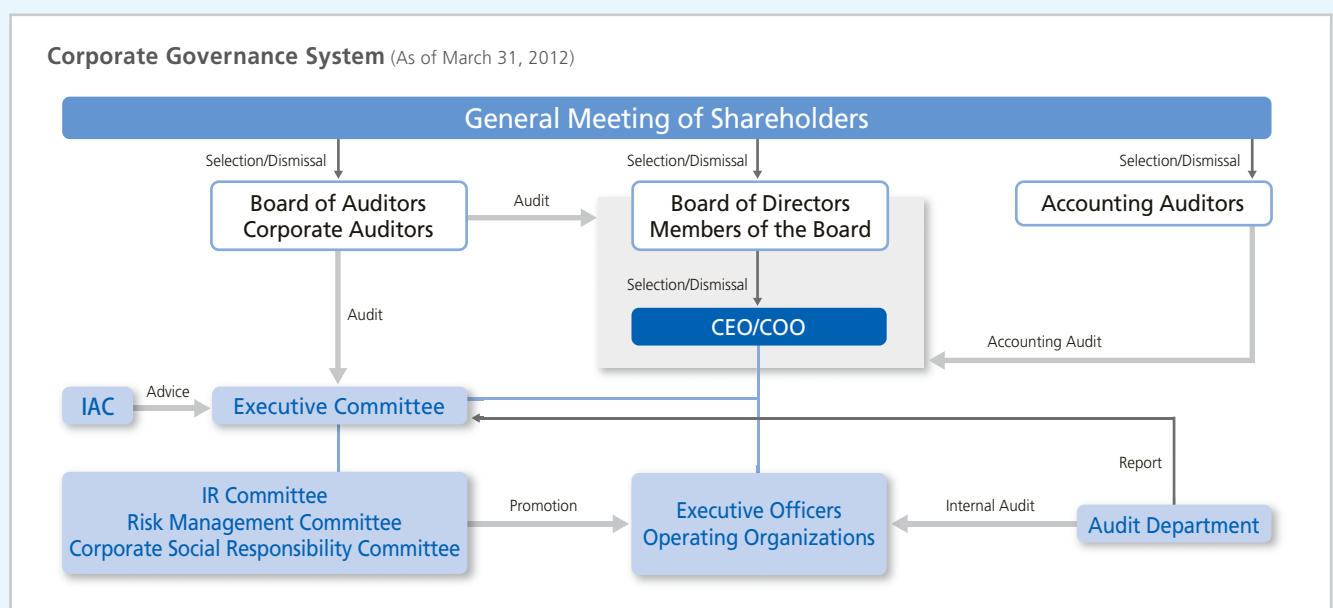 Corporate Governance System (As of March 31, 2012)
General Meeting of Shareholders
Selection/Dismissal
Selection/Dismissal
Selection/Dismissal
Board of Auditors
Corporate Auditors
Audit
Board of Directors
Members of the Board
Accounting Auditors
Selection/Dismissal
Audit
CEO/COO
Accounting Audit
IAC
Advice
Executive Committee
Report
IR Committee
Risk Management Committee
Corporate Social Responsibility Committee
Promotion
Executive Officers
Operating Organizations
Internal Audit
Audit Department